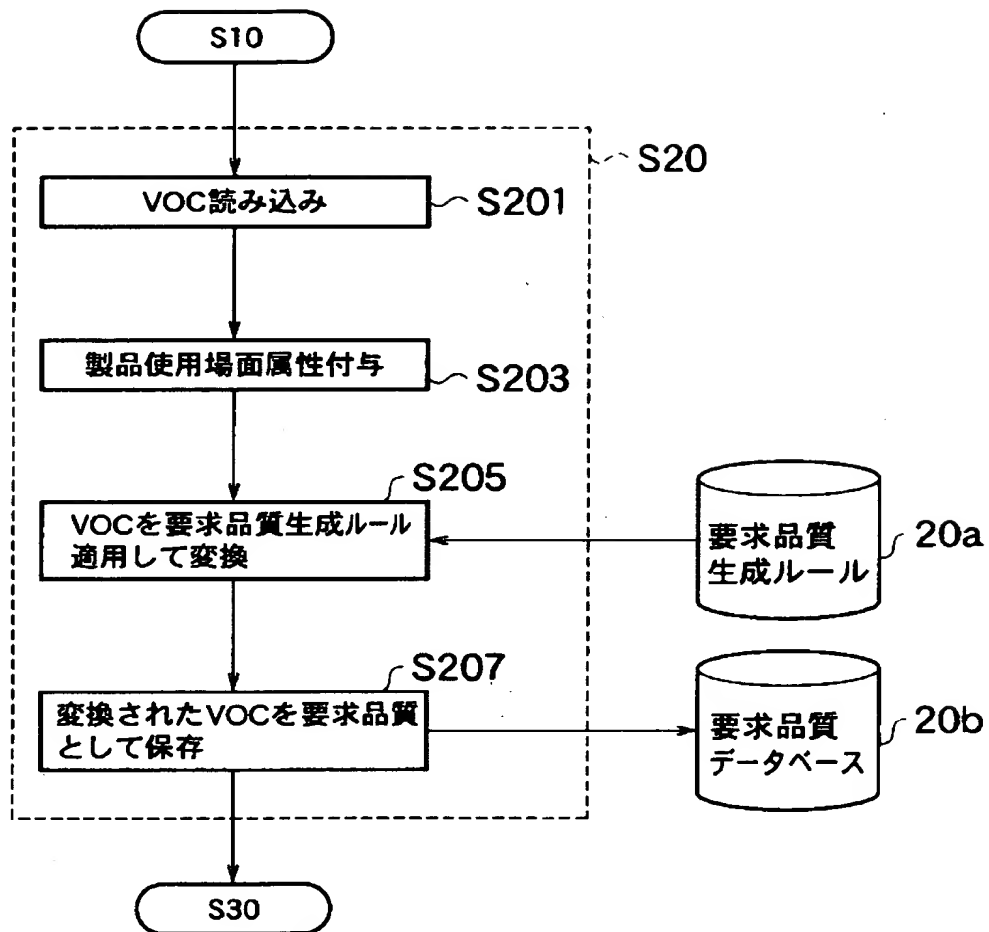 S10
S20
VOC読み込み
S201
製品使用場面属性付与
S203
S205
VOCを要求品質生成ルール
適用して変換
要求品質
生成ルール
20a
S207
変換されたVOCを要求品質
として保存
要求品質
データベース
20b
S30